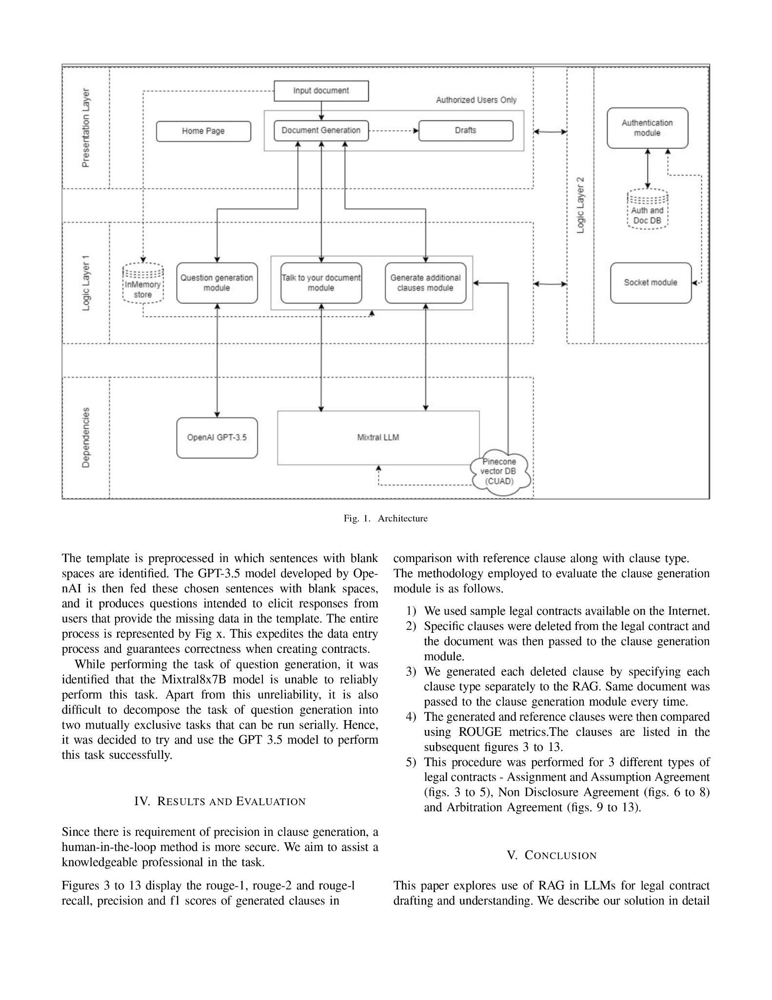 Presentation Layer
Input document
Authorized Users Only
Home Page
Document Generation
Drafts
Logic Layer 1
InMemory
store
Question generation
module
Talk to your document
module
Generate additional
clauses module
Logic Layer 2
Authentication
module
Auth and
Doc DB
Socket module
Dependencies
OpenAI GPT-3.5
Mixtral LLM
Pinecone
vector DB
(CUAD)
Fig. 1. Architecture
The template is preprocessed in which sentences with blank
spaces are identified. The GPT-3.5 model developed by Ope-
nAI is then fed these chosen sentences with blank spaces,
and it produces questions intended to elicit responses from
users that provide the missing data in the template. The entire
process is represented by Fig x. This expedites the data entry
process and guarantees correctness when creating contracts.
While performing the task of question generation, it was
identified that the Mixtral8x7B model is unable to reliably
perform this task. Apart from this unreliability, it is also
difficult to decompose the task of question generation into
two mutually exclusive tasks that can be run serially. Hence,
it was decided to try and use the GPT 3.5 model to perform
this task successfully.
IV. RESULTS AND EVALUATION
Since there is requirement of precision in clause generation, a
human-in-the-loop method is more secure. We aim to assist a
knowledgeable professional in the task.
Figures 3 to 13 display the rouge-1, rouge-2 and rouge-l
recall, precision and f1 scores of generated clauses in
comparison with reference clause along with clause type.
The methodology employed to evaluate the clause generation
module is as follows.
1) We used sample legal contracts available on the Internet.
2) Specific clauses were deleted from the legal contract and
the document was then passed to the clause generation
module.
3) We generated each deleted clause by specifying each
clause type separately to the RAG. Same document was
passed to the clause generation module every time.
4) The generated and reference clauses were then compared
using ROUGE metrics.The clauses are listed in the
subsequent figures 3 to 13.
5) This procedure was performed for 3 different types of
legal contracts - Assignment and Assumption Agreement
(figs. 3 to 5), Non Disclosure Agreement (figs. 6 to 8)
and Arbitration Agreement (figs. 9 to 13).
V. CONCLUSION
This paper explores use of RAG in LLMs for legal contract
drafting and understanding. We describe our solution in detail